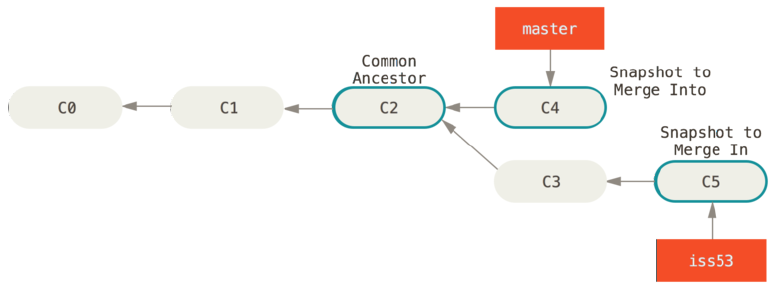 master
Common
Ancestor
Snapshot to
Merge Into
C0
C1
C2
C4
Snapshot to
Merge In
C3
C5
iss53